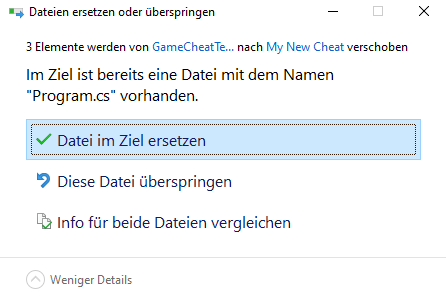 Dateien ersetzen oder überspringen
3 Elemente werden von GameCheatTe... nach My New Cheat verschoben
Im Ziel ist bereits eine Datei mit dem Namen
"Program.cs" vorhanden.
Datei im Ziel ersetzen
Diese Datei überspringen
Info für beide Dateien vergleichen
Weniger Details